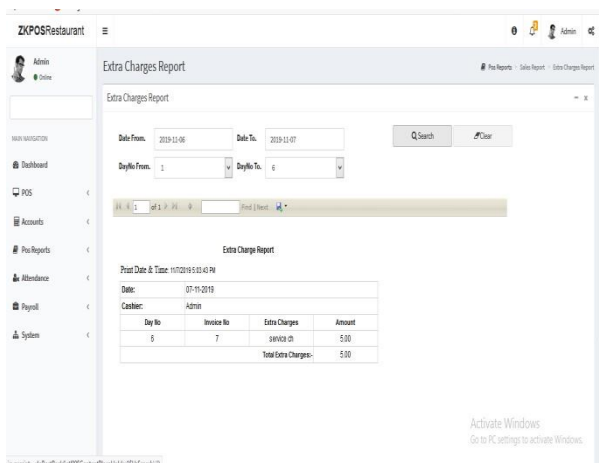 ZKPOSRestaurant
Admin
Admin
Online
Extra Charges Report
Pos Reports - Sales Report - Extra Charges Report
Extra Charges Report
MAIN NAVIGATION
Dashboard
POS
Accounts
Pos Reports
Attendance
Payroll
System
Date From. 2019-11-06 Date To. 2019-11-07 Search Clear
DayNo From. 1 DayNo To. 6
1 of 1 Find | Next
Extra Charge Report
Print Date & Time: 11/7/2019 5:03:43 PM
Date: 07-11-2019
Cashier: Admin
Day No Invoice No Extra Charges Amount
6 7 service ch 5.00
Total Extra Charges:- 5.00
Activate Windows
Go to PC settings to activate Windows.